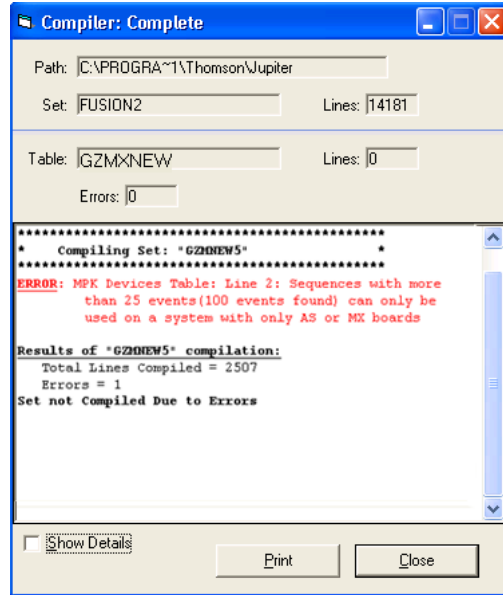 Compiler: Complete
Path: C:\PROGRA~1\Thomson\Jupiter
Set: FUSION2 Lines: 14181
Table: GZMXNEW Lines: 0
Errors: 0
************************************************
* Compiling Set: "GZMNEW5" *
************************************************
ERROR: MPK Devices Table: Line 2: Sequences with more
than 25 events(100 events found) can only be
used on a system with only AS or MX boards
Results of "GZMNEW5" compilation:
Total Lines Compiled = 2507
Errors = 1
Set not Compiled Due to Errors
Show Details
Print
Close